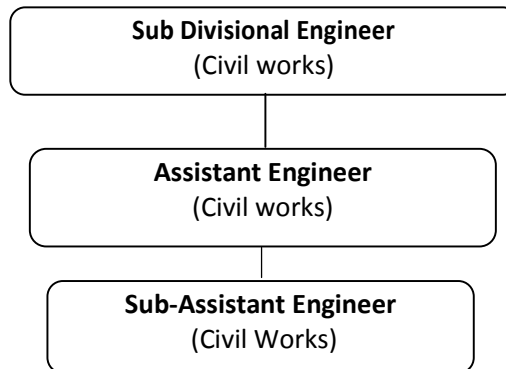 Sub Divisional Engineer
(Civil works)
Assistant Engineer
(Civil works)
Sub-Assistant Engineer
(Civil Works)